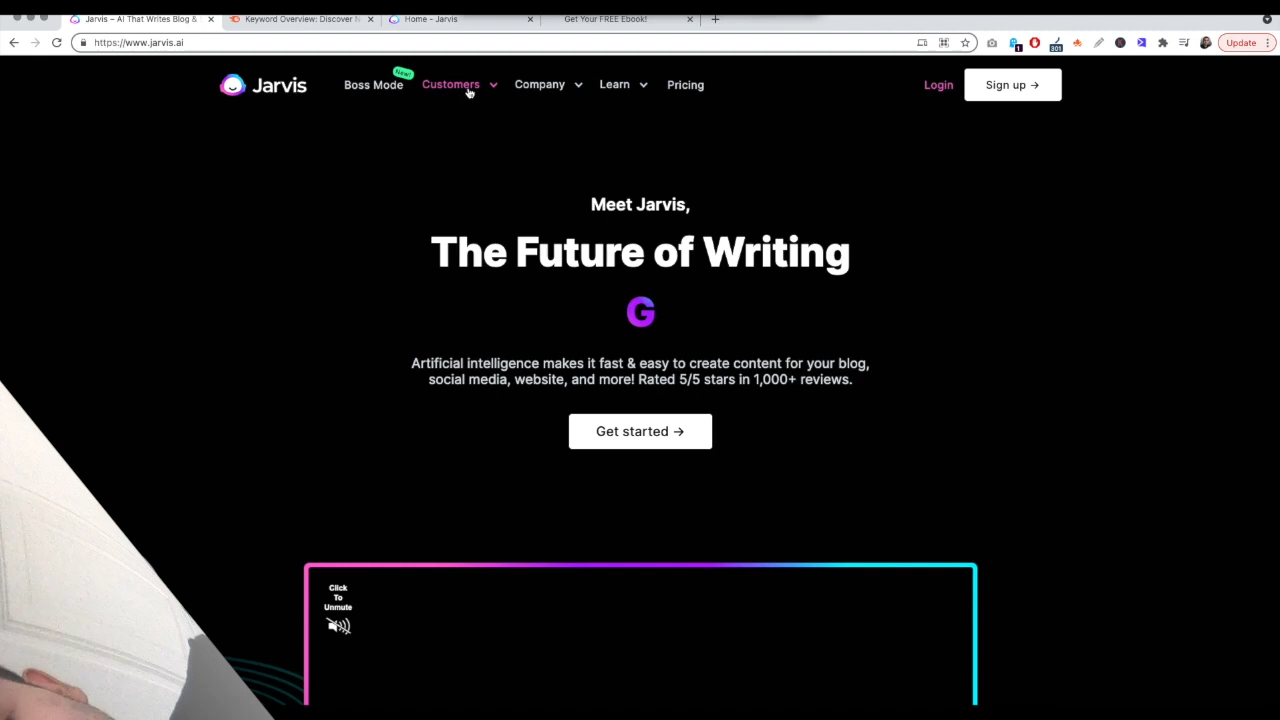 Jarvis – AI That Writes Blog &
Keyword Overview: Discover N
Home - Jarvis
Get Your FREE Ebook!
https://www.jarvis.ai
1
301
Update
Jarvis
Boss Mode
New!
Customers
Company
Learn
Pricing
Login
Sign up →
Meet Jarvis,
The Future of Writing
G
Artificial intelligence makes it fast & easy to create content for your blog,
social media, website, and more! Rated 5/5 stars in 1,000+ reviews.
Get started →
Click
To
Unmute